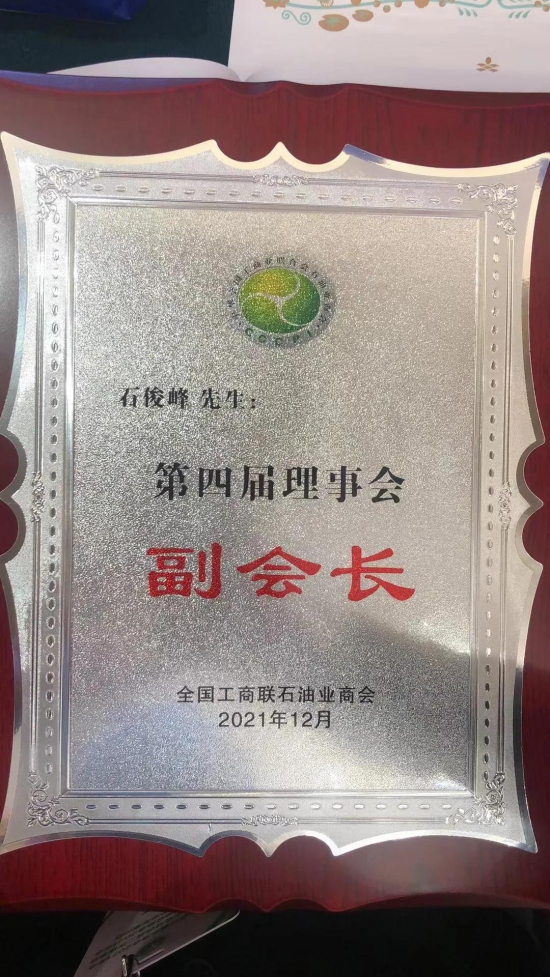 CCCPI
石俊峰 先生：
第四届理事会
副会长
全国工商联石油业商会
2021年12月